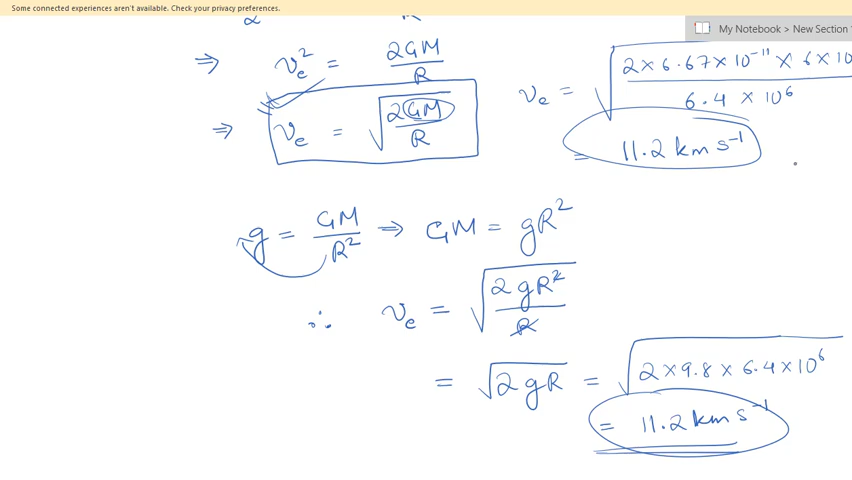 Some connected experiences aren't available. Check your privacy preferences.
My Notebook > New Section
⇒ vₑ² = 2GM / R
⇒ vₑ = √(2GM / R)
vₑ = √(2 × 6.67 × 10⁻¹¹ × 6 × 10 / 6.4 × 10⁶)
= 11.2 km s⁻¹
g = GM / R² ⇒ GM = gR²
∴ vₑ = √(2gR² / R)
= √2gR = √2 × 9.8 × 6.4 × 10⁶
= 11.2 km s⁻¹